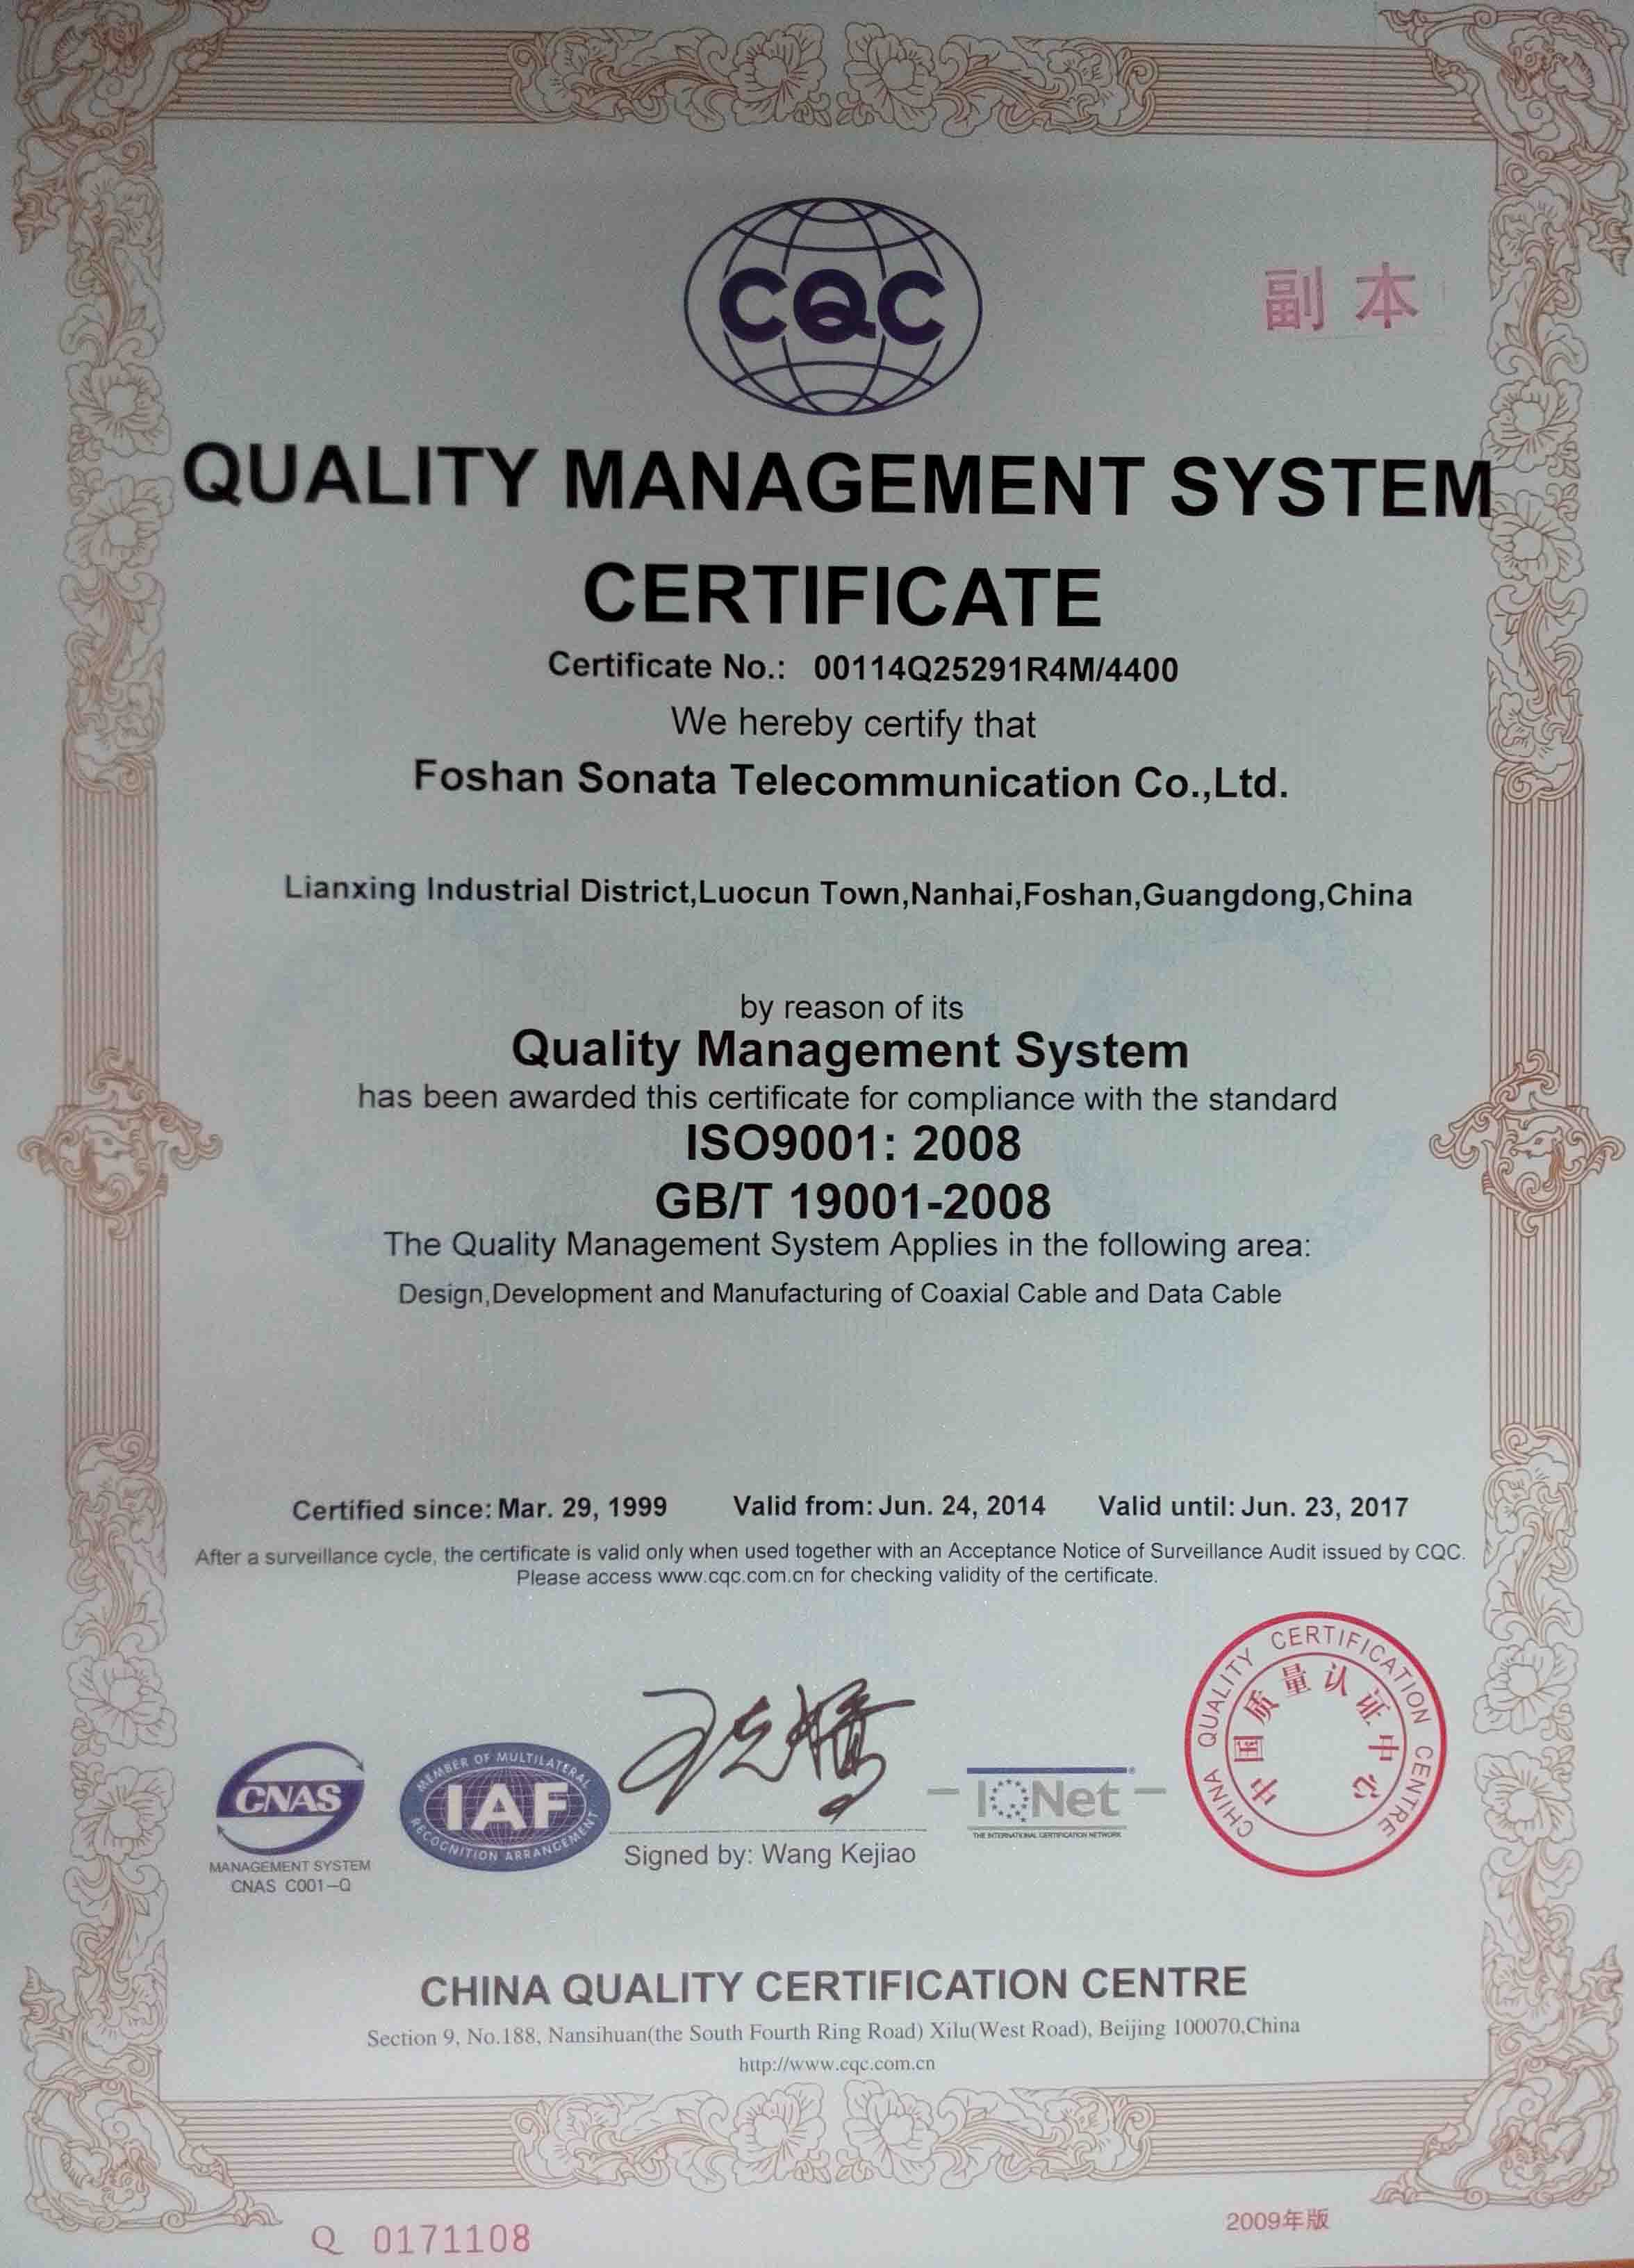 CQC
副本
QUALITY MANAGEMENT SYSTEM
CERTIFICATE
Certificate No.: 00114Q25291R4M/4400
We hereby certify that
Foshan Sonata Telecommunication Co.,Ltd.
Lianxing Industrial District,Luocun Town,Nanhai,Foshan,Guangdong,China
by reason of its
Quality Management System
has been awarded this certificate for compliance with the standard
ISO9001: 2008
GB/T 19001-2008
The Quality Management System Applies in the following area:
Design,Development and Manufacturing of Coaxial Cable and Data Cable
Certified since: Mar. 29, 1999 Valid from: Jun. 24, 2014 Valid until: Jun. 23, 2017
After a surveillance cycle, the certificate is valid only when used together with an Acceptance Notice of Surveillance Audit issued by CQC.
Please access www.cqc.com.cn for checking validity of the certificate.
CNAS
MANAGEMENT SYSTEM
CNAS C001-Q
MEMBER OF MULTILATERAL
IAF
RECOGNITION ARRANGEMENT
Signed by: Wang Kejiao
IQNet
THE INTERNATIONAL CERTIFICATION NETWORK
CHINA QUALITY CERTIFICATION CENTRE
中国质量认证中心
CHINA QUALITY CERTIFICATION CENTRE
Section 9, No.188, Nansihuan(the South Fourth Ring Road) Xilu(West Road), Beijing 100070,China
http://www.cqc.com.cn
Q 0171108
2009年版